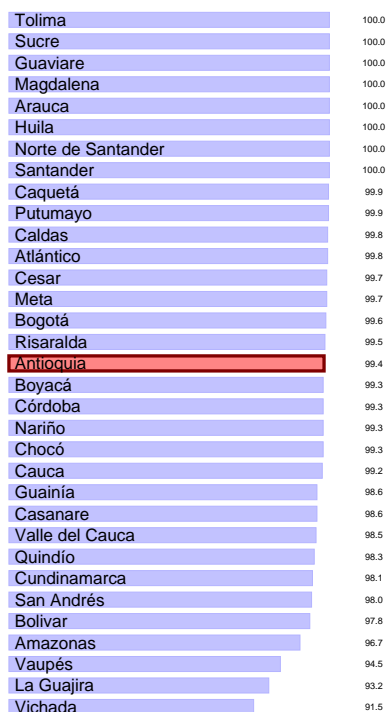 Tolima 100.0
Sucre 100.0
Guaviare 100.0
Magdalena 100.0
Arauca 100.0
Huila 100.0
Norte de Santander 100.0
Santander 100.0
Caquetá 99.9
Putumayo 99.9
Caldas 99.8
Atlántico 99.8
Cesar 99.7
Meta 99.7
Bogotá 99.6
Risaralda 99.5
Antioquia 99.4
Boyacá 99.3
Córdoba 99.3
Nariño 99.3
Chocó 99.3
Cauca 99.2
Guainía 98.6
Casanare 98.6
Valle del Cauca 98.5
Quindío 98.3
Cundinamarca 98.1
San Andrés 98.0
Bolivar 97.8
Amazonas 96.7
Vaupés 94.5
La Guajira 93.2
Vichada 91.5